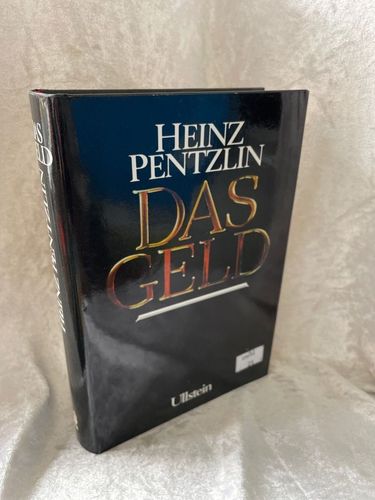 HEINZ
PENTZLIN
DAS
GELD
Ullstein